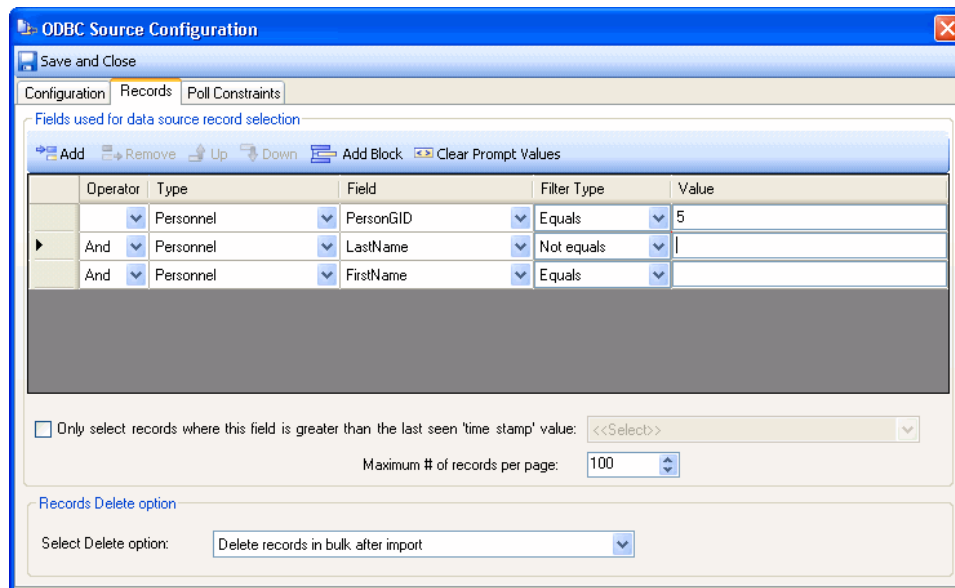 ODBC Source Configuration
Save and Close
Configuration Records Poll Constraints
Fields used for data source record selection
Add Remove Up Down Add Block Clear Prompt Values
Operator Type Field Filter Type Value
Personnel PersonGID Equals 5
And Personnel LastName Not equals
And Personnel FirstName Equals
Only select records where this field is greater than the last seen 'time stamp' value: <<Select>>
Maximum # of records per page: 100
Records Delete option
Select Delete option: Delete records in bulk after import